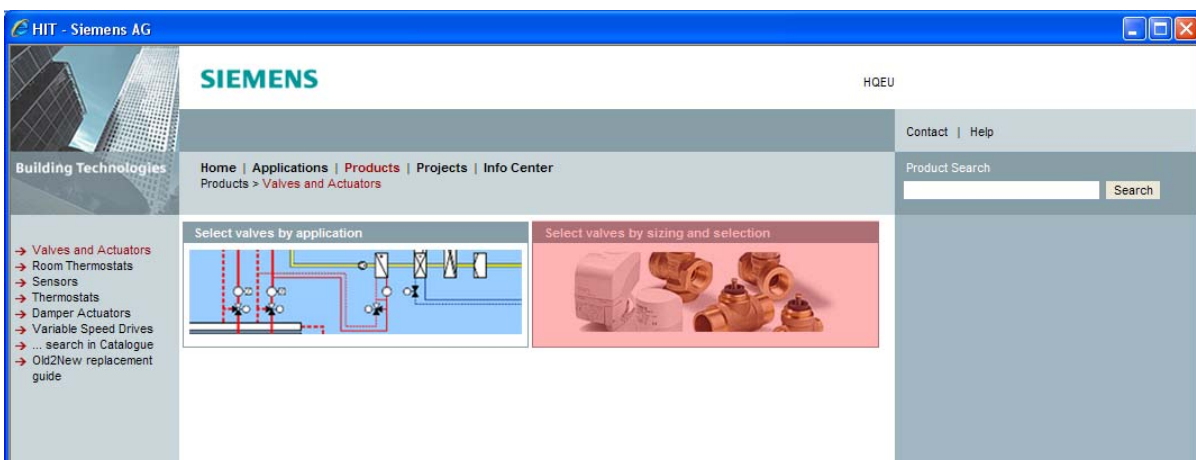 HIT - Siemens AG
SIEMENS
HQEU
Contact | Help
Building Technologies
Home | Applications | Products | Projects | Info Center
Products > Valves and Actuators
Product Search
Search
Valves and Actuators
Room Thermostats
Sensors
Thermostats
Damper Actuators
Variable Speed Drives
... search in Catalogue
Old2New replacement
guide
Select valves by application
Select valves by sizing and selection